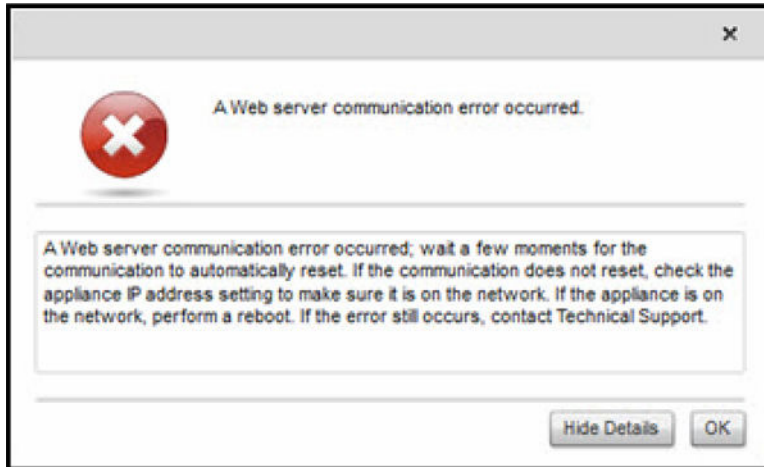 A Web server communication error occurred.
A Web server communication error occurred; wait a few moments for the
communication to automatically reset. If the communication does not reset, check the
appliance IP address setting to make sure it is on the network. If the appliance is on
the network, perform a reboot. If the error still occurs, contact Technical Support.
Hide Details OK